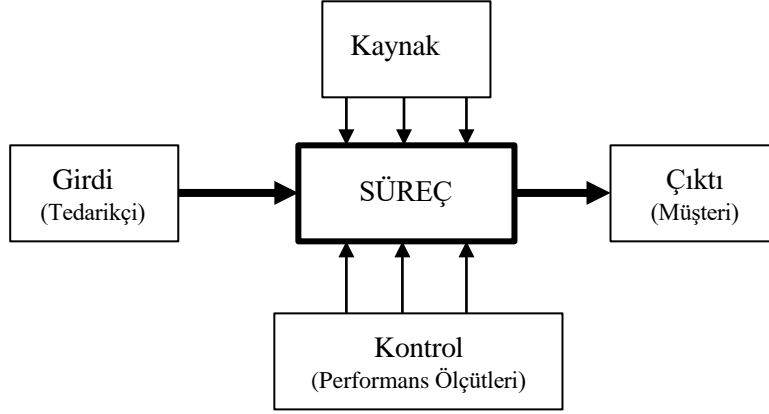 Kaynak
Girdi
(Tedarikçi)
SÜREÇ
Çıktı
(Müşteri)
Kontrol
(Performans Ölçütleri)